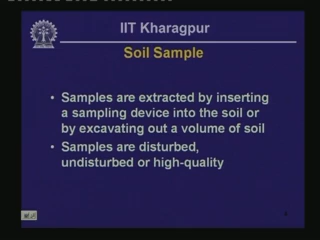 IIT Kharagpur
Soil Sample
• Samples are extracted by inserting
a sampling device into the soil or
by excavating out a volume of soil
• Samples are disturbed,
undisturbed or high-quality